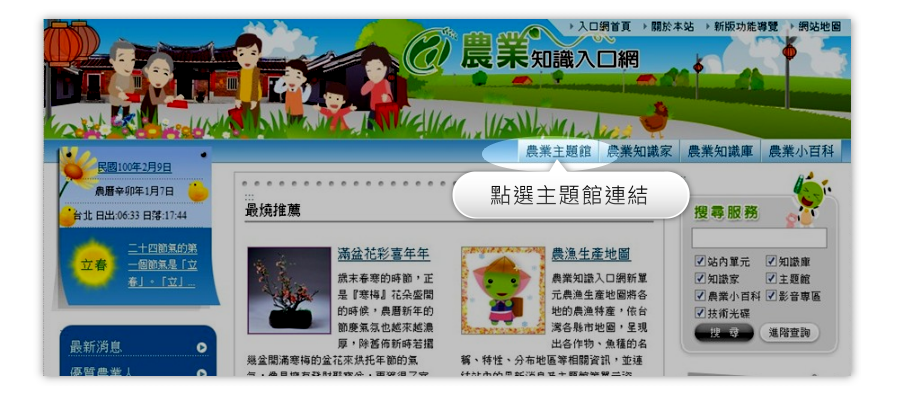 入口網首頁 關於本站 新版功能導覽 網站地圖
農業知識入口網
農業主題館 農業知識家 農業知識庫 農業小百科
點選主題館連結
民國100年2月9日
農曆辛卯年1月7日
台北 日出:06:33 日落:17:44
立春
二十四節氣的第
一個節氣是「立
春」。「立」...
最新消息
優質農業人
最燒推薦
滿盆花彩喜年年
歲末春寒的時節，正
是『寒梅』花朵盛開
的時候，農曆新年的
節慶氣氛也越來越濃
厚，除舊佈新時若擺
幾盆開滿寒梅的盆花來烘托年節的氣
農漁生產地圖
農業知識入口網新單
元農漁生產地圖將各
地的農漁特產，依台
灣各縣市地圖，呈現
出各作物、魚種的名
稱、特性、分布地區等相關資訊，並連
搜尋服務
站內單元 知識庫
知識家 主題館
農業小百科 影音專區
技術光碟
搜尋 進階查詢